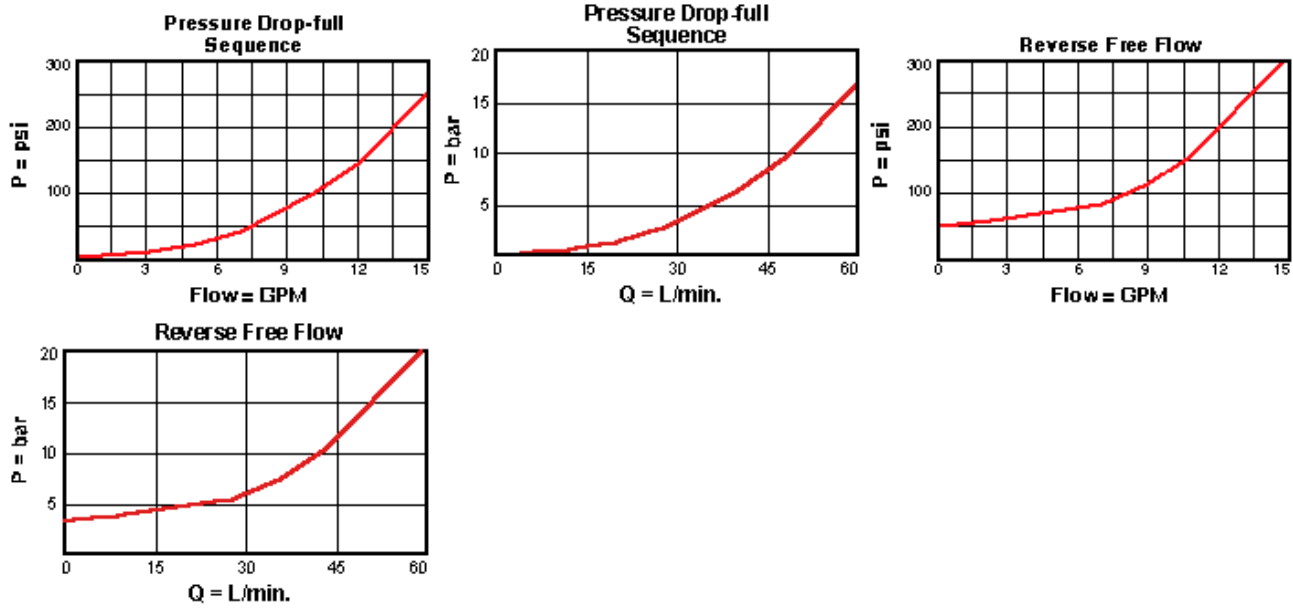 Pressure Drop-full
Sequence
300
200
100
P = psi
0 3 6 9 12 15
Flow = GPM
Pressure Drop-full
Sequence
20
15
10
5
P = bar
15 30 45 60
Q = L/min.
Reverse Free Flow
300
200
100
P = psi
0 3 6 9 12 15
Flow = GPM
Reverse Free Flow
20
15
10
5
P = bar
0 15 30 45 60
Q = L/min.